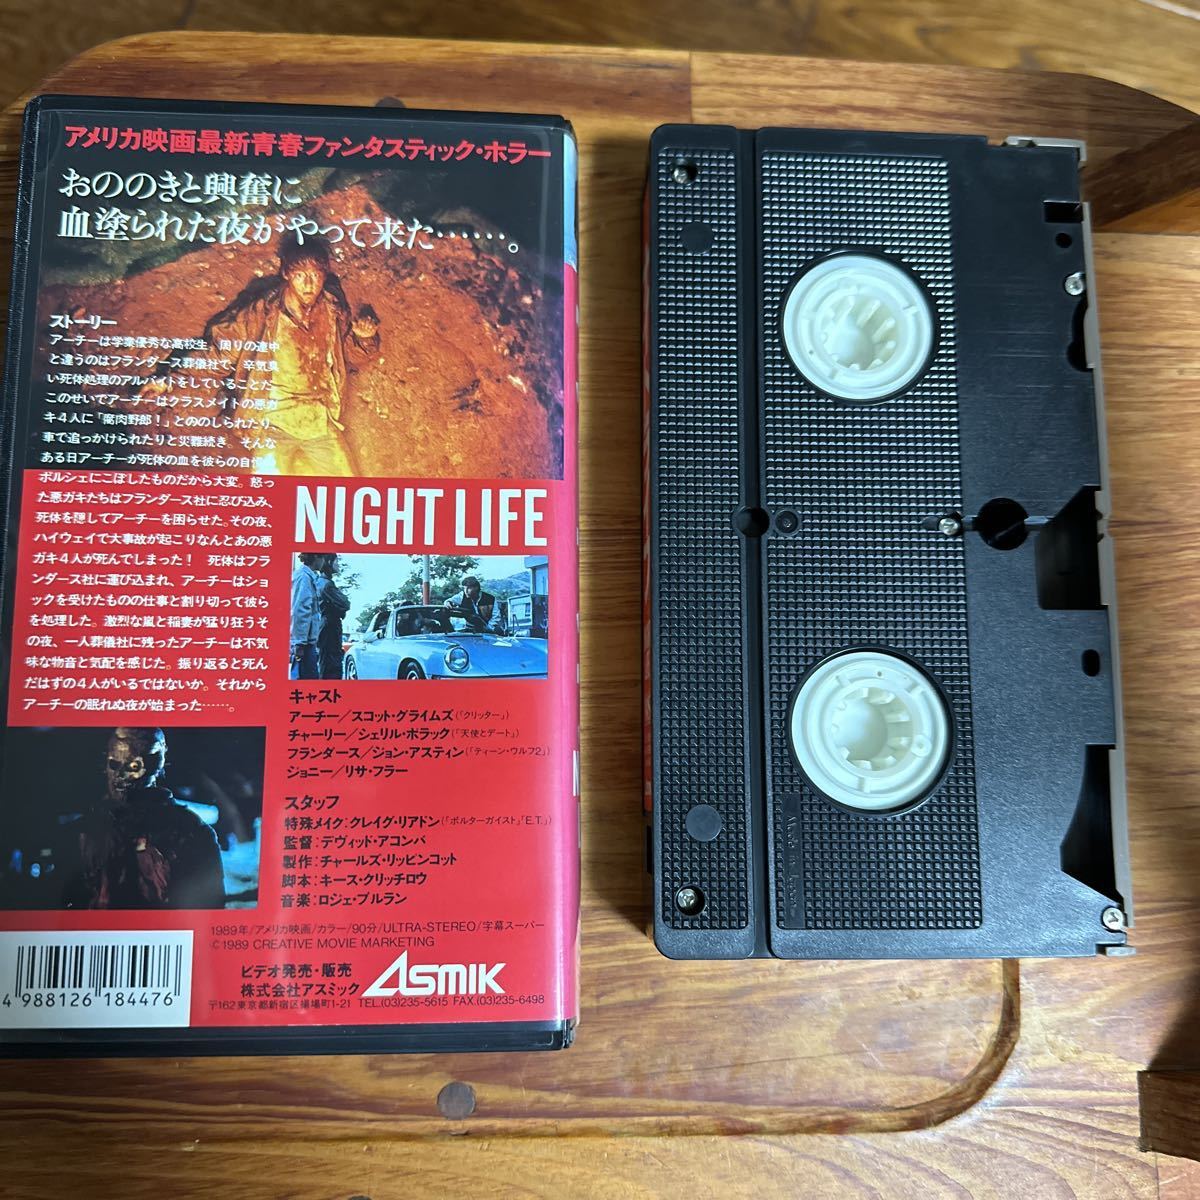 アメリカ映画最新青春ファンタスティック・ホラー
おののきと興奮に
血塗られた夜がやって来た……。
ストーリー
アーチーは学業優秀な高校生。周りの連中
と違うのはフランダース葬儀社で、辛気臭
い死体処理のアルバイトをしていることだ。
このせいでアーチーはクラスメイトの悪ガ
キ4人に「腐肉野郎!」とののしられたり、
車で追っかけられたりと災難続き。そんな
ある日アーチーが死体の血を彼らの自慢の
ポルシェにこぼしたものだから大変。怒っ
た悪ガキたちはフランダース社に忍び込み、
死体を隠してアーチーを困らせた。その夜、
ハイウェイで大事故が起こりなんとあの悪
ガキ4人が死んでしまった! 死体はフラ
ンダース社に運び込まれ、アーチーはショ
ックを受けたものの仕事と割り切って彼ら
を処理した。激烈な嵐と稲妻が猛り狂うそ
の夜、一人葬儀社に残ったアーチーは不気
味な物音と気配を感じた。振り返ると死ん
だはずの4人がいるではないか。それから
アーチーの眠れぬ夜が始まった……。
NIGHT LIFE
キャスト
アーチー/スコット・グライムズ(「クリッター」)
チャーリー/シェリル・ポラック(「天使とデート」)
フランダース/ジョン・アスティン(「ティーン・ウルフ2」)
ジョニー/リサ・フラー
スタッフ
特殊メイク:クレイグ・リアドン(「ポルターガイスト」「E.T.」)
監督:デヴィッド・アコンバ
製作:チャールズ・リッピンコット
脚本:キース・クリッチロウ
音楽:ロジェ・ブルラン
1989年/アメリカ映画/カラー/90分/ULTRA-STEREO/字幕スーパー
©1989 CREATIVE MOVIE MARKETING
ビデオ発売・販売
株式会社アスミック
ASMIK
〒162東京都新宿区揚場町1-21 TEL.(03)235-5615 FAX.(03)235-6498
4 988126 184476
Made in Japan